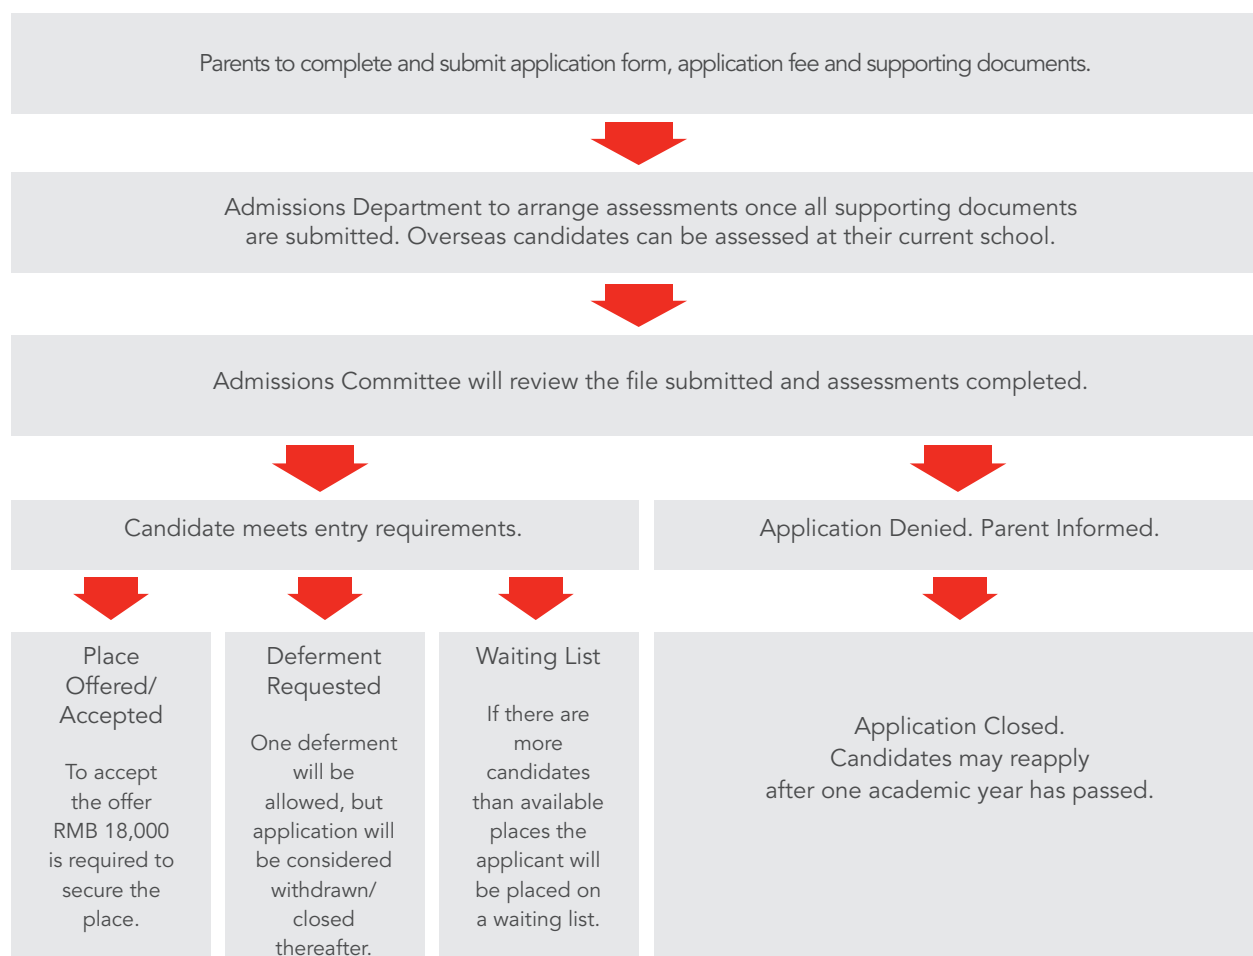 Parents to complete and submit application form, application fee and supporting documents.
Admissions Department to arrange assessments once all supporting documents
are submitted. Overseas candidates can be assessed at their current school.
Admissions Committee will review the file submitted and assessments completed.
Candidate meets entry requirements.
Application Denied. Parent Informed.
Place
Offered/
Accepted
To accept
the offer
RMB 18,000
is required to
secure the
place.
Deferment
Requested
One deferment
will be
allowed, but
application will
be considered
withdrawn/
closed
thereafter.
Waiting List
If there are
more
candidates
than available
places the
applicant will
be placed on
a waiting list.
Application Closed.
Candidates may reapply
after one academic year has passed.